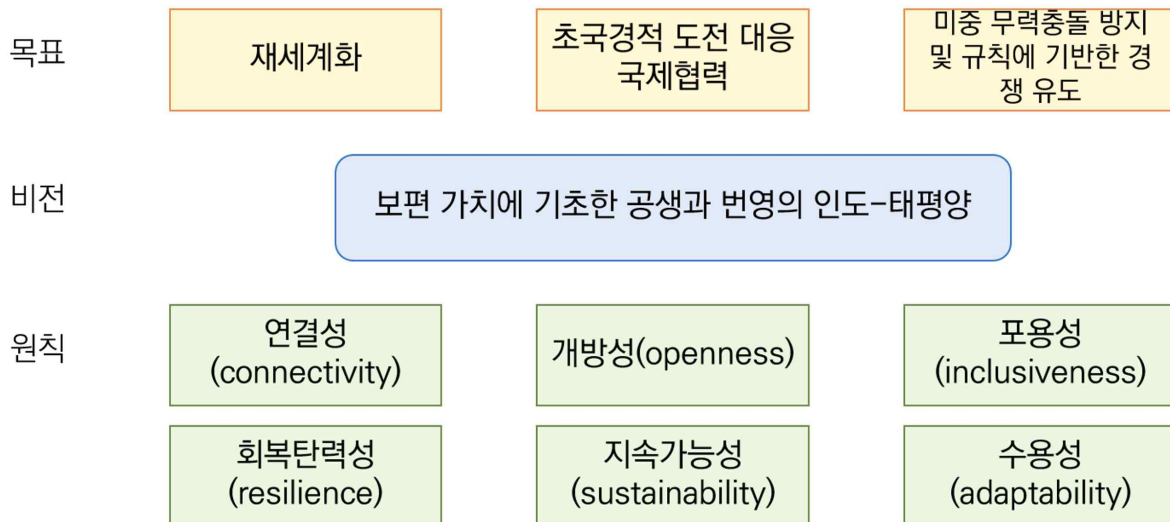 목표
재세계화
초국경적 도전 대응
국제협력
미중 무력충돌 방지
및 규칙에 기반한 경
쟁 유도
비전
보편 가치에 기초한 공생과 번영의 인도-태평양
원칙
연결성
(connectivity)
개방성(openness)
포용성
(inclusiveness)
회복탄력성
(resilience)
지속가능성
(sustainability)
수용성
(adaptability)